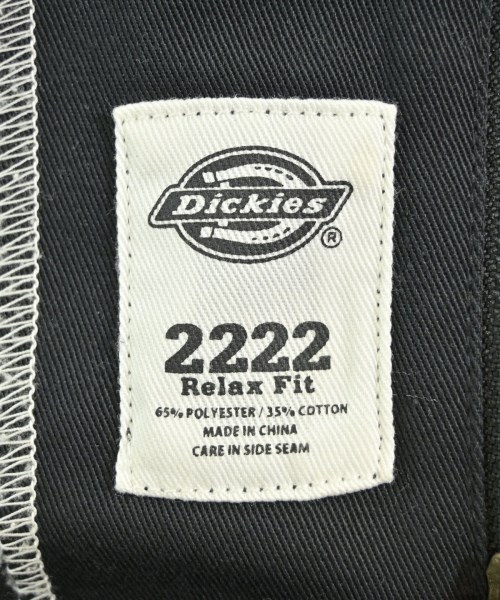 Dickies
®
2222
Relax Fit
65% POLYESTER / 35% COTTON
MADE IN CHINA
CARE IN SIDE SEAM